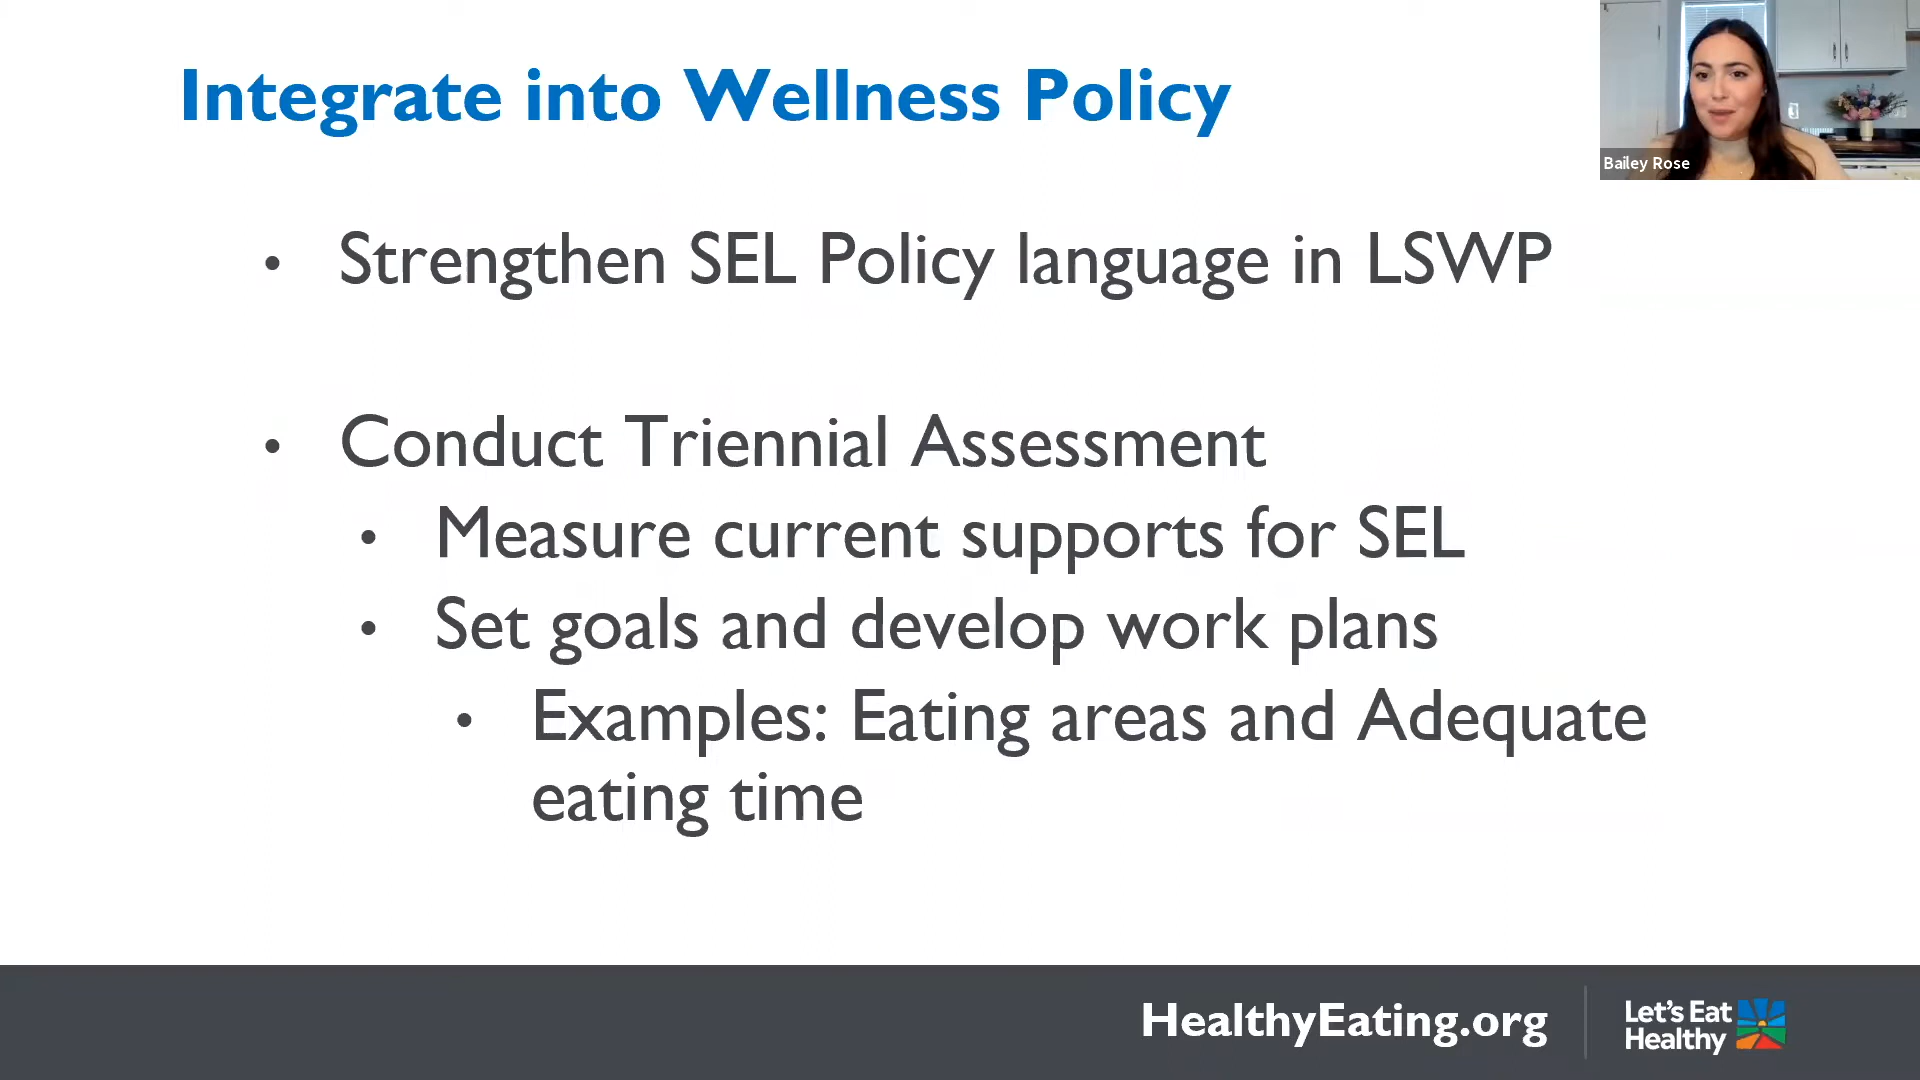 Integrate into Wellness Policy
Bailey Rose
• Strengthen SEL Policy language in LSWP
• Conduct Triennial Assessment
• Measure current supports for SEL
• Set goals and develop work plans
• Examples: Eating areas and Adequate
eating time
HealthyEating.org
Let's Eat
Healthy